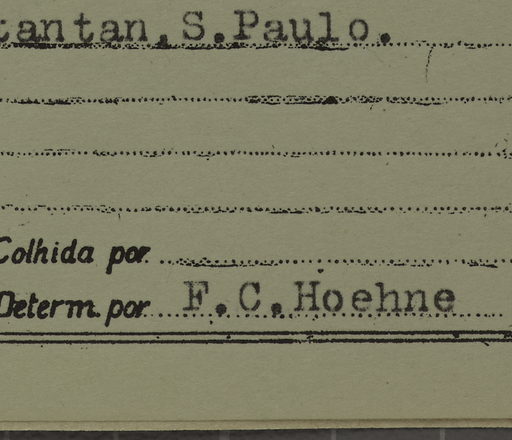 tantan, S.Paulo.
Colhida por
Determ. por F.C.Hoehne